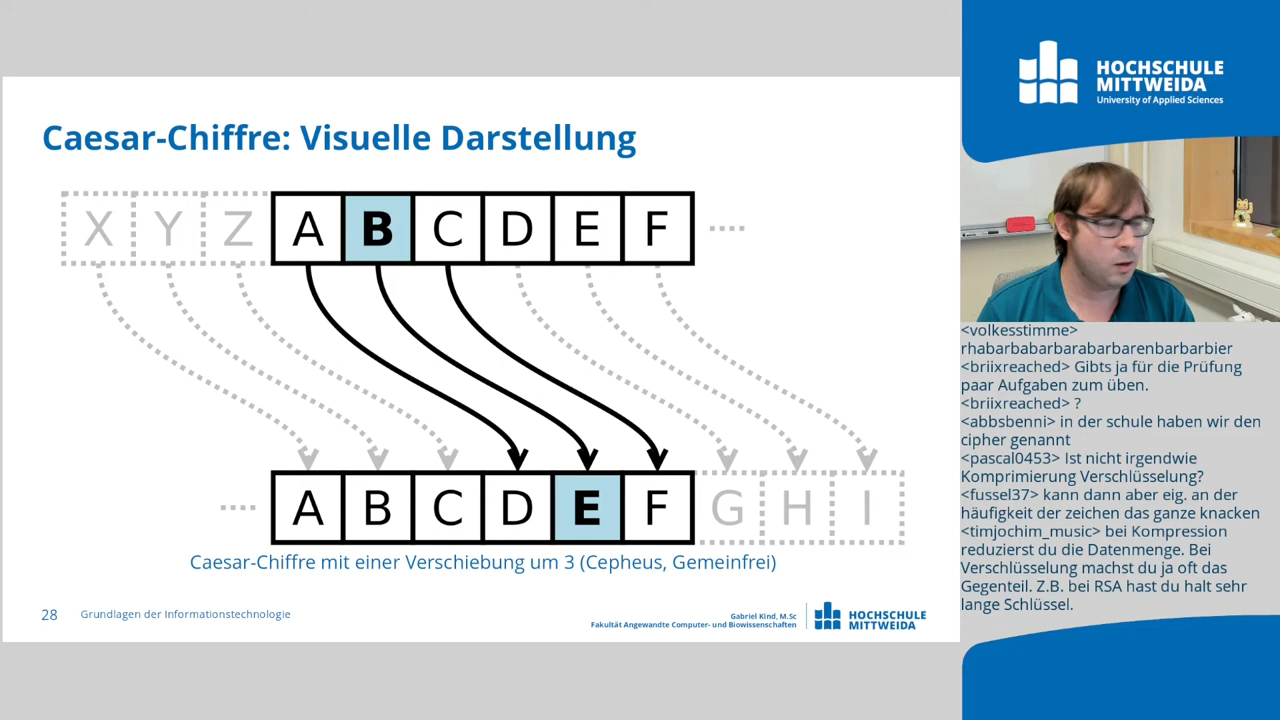 Caesar-Chiffre: Visuelle Darstellung
X Y Z A B C D E F ....
.... A B C D E F G H I
Caesar-Chiffre mit einer Verschiebung um 3 (Cepheus, Gemeinfrei)
28 Grundlagen der Informationstechnologie
Gabriel Kind, M.Sc
Fakultät Angewandte Computer- und Biowissenschaften
HOCHSCHULE
MITTWEIDA
HOCHSCHULE
MITTWEIDA
University of Applied Sciences
<volkesstimme>
rhabarbabarbarabarbarenbarbarbier
<briixreached> Gibts ja für die Prüfung
paar Aufgaben zum üben.
<briixreached> ?
<abbsbenni> in der schule haben wir den
cipher genannt
<pascal0453> Ist nicht irgendwie
Komprimierung Verschlüsselung?
<fussel37> kann dann aber eig. an der
häufigkeit der zeichen das ganze knacken
<timjochim_music> bei Kompression
reduzierst du die Datenmenge. Bei
Verschlüsselung machst du ja oft das
Gegenteil. Z.B. bei RSA hast du halt sehr
lange Schlüssel.